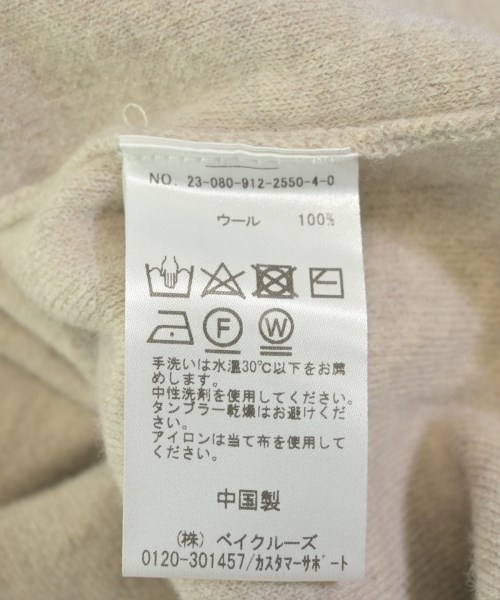 NO. 23-080-912-2550-4-0
ウール 100%
F W
手洗いは水温30℃以下をお薦
めします。
中性洗剤を使用してください。
タンブラー乾燥はお避けくだ
さい。
アイロンは当て布を使用して
ください。
中国製
(株) ベイクルーズ
0120-301457/カスタマーサポート